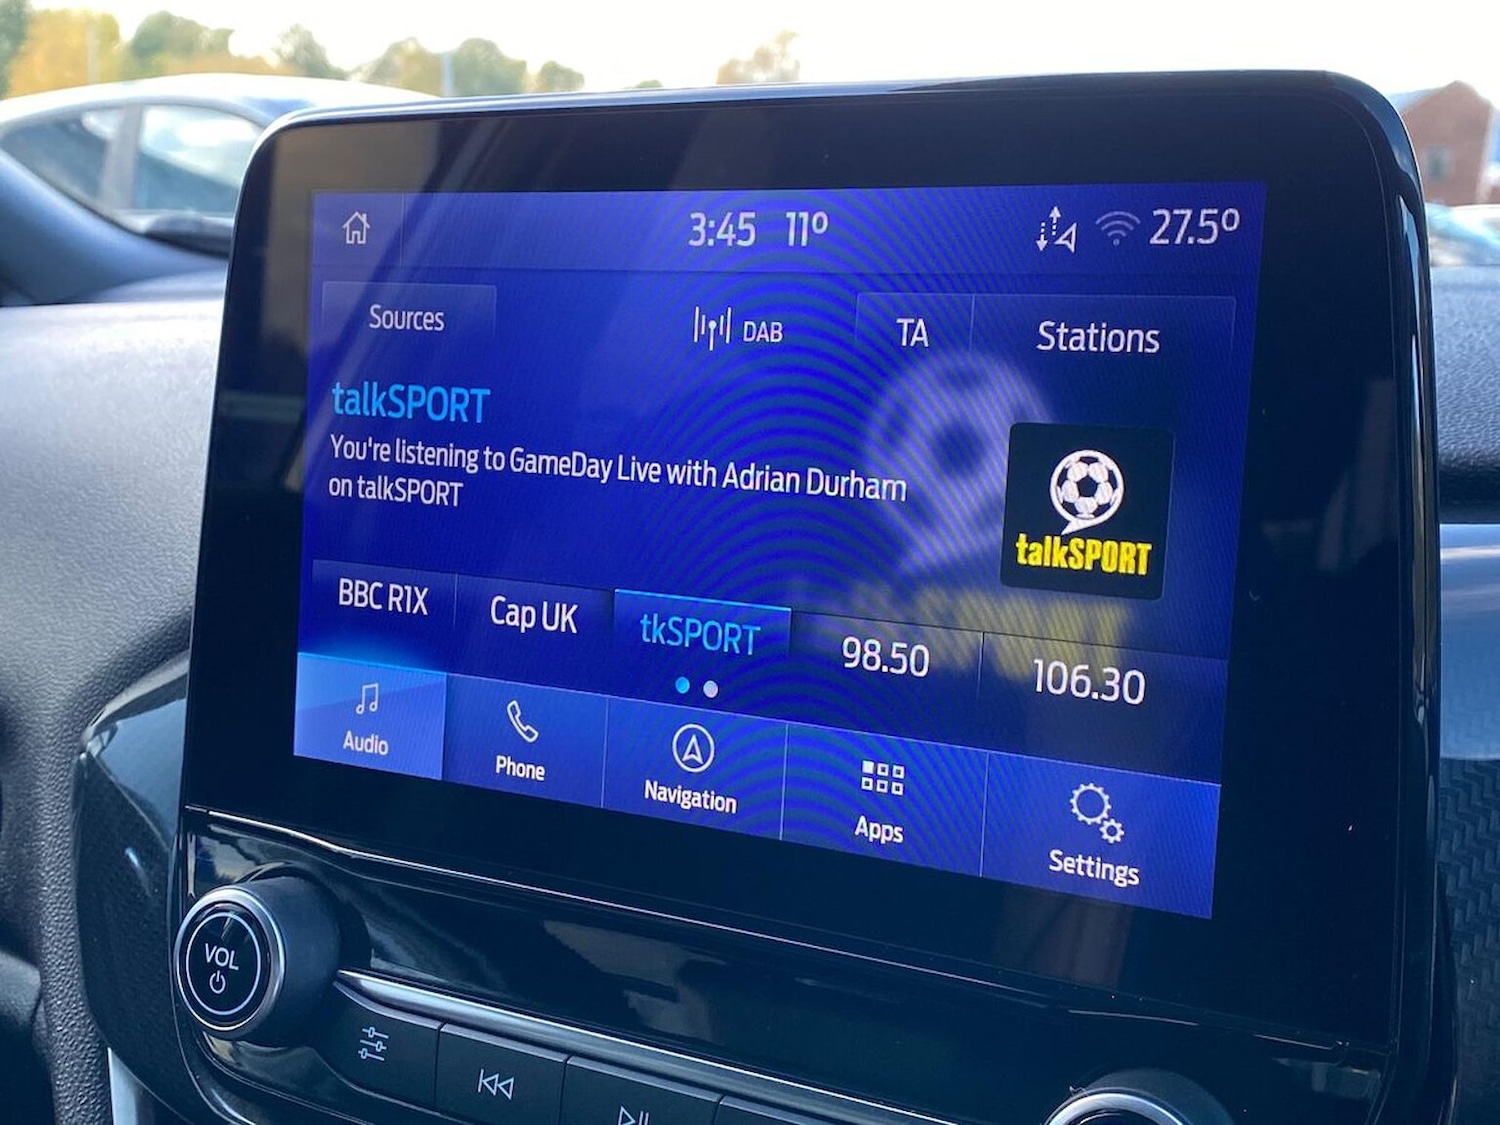 3:45 11º
27.5º
Sources
DAB
TA
Stations
talkSPORT
You're listening to GameDay Live with Adrian Durham
on talkSPORT
talkSPORT
BBC R1X
Cap UK
tkSPORT
98.50
106.30
Audio
Phone
Navigation
Apps
Settings
VOL